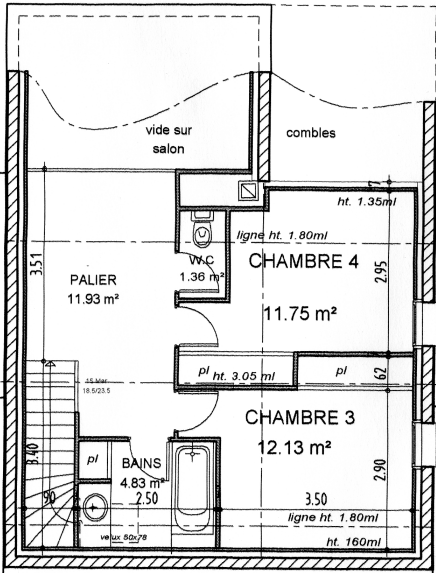 vide sur
salon
combles
7
ht. 1.35ml
ligne ht. 1.80ml
W.C
1.36 m²
CHAMBRE 4
11.75 m²
2.95
3.51
PALIER
11.93 m²
pl
ht. 3.05 ml
pl
62
15 Mar
18.5/23.5
CHAMBRE 3
12.13 m²
2.90
3.40
pl
BAINS
4.83 m²
90
2.50
3.50
ligne ht. 1.80ml
velux 50x78
ht. 160ml